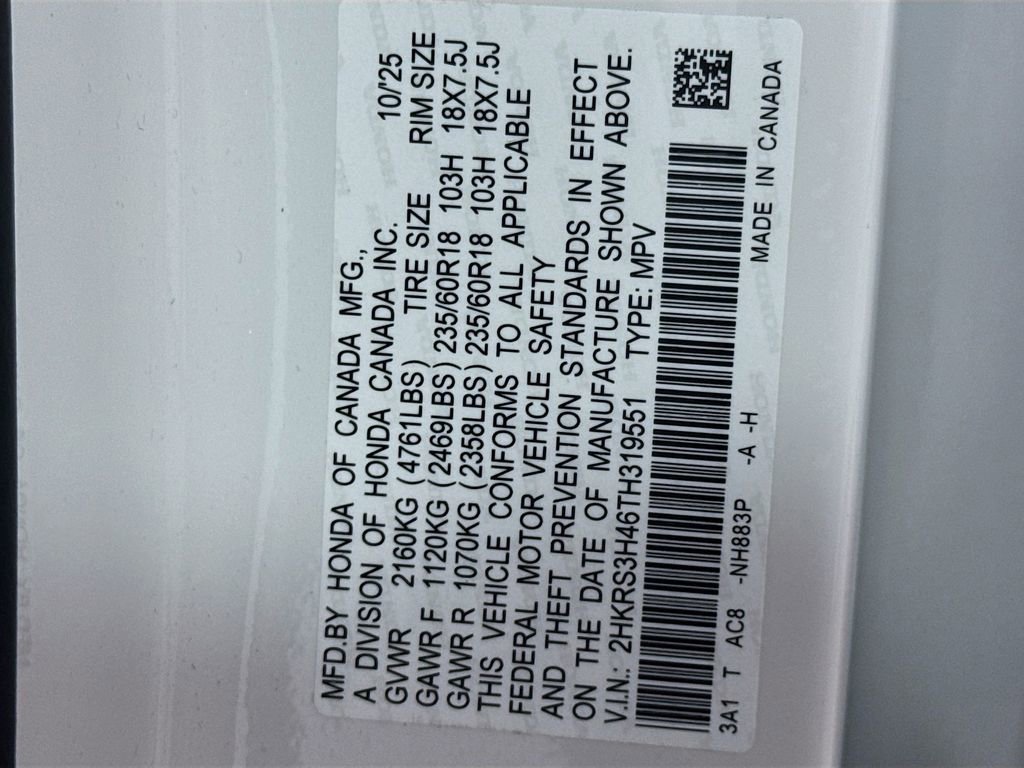 MFD.BY HONDA OF CANADA MFG.,
A DIVISION OF HONDA CANADA INC. 10/'25
GVWR 2160KG (4761LBS) TIRE SIZE RIM SIZE
GAWR F 1120KG (2469LBS) 235/60R18 103H 18X7.5J
GAWR R 1070KG (2358LBS) 235/60R18 103H 18X7.5J
THIS VEHICLE CONFORMS TO ALL APPLICABLE
FEDERAL MOTOR VEHICLE SAFETY
AND THEFT PREVENTION STANDARDS IN EFFECT
ON THE DATE OF MANUFACTURE SHOWN ABOVE.
V.I.N.: 2HKRS3H46TH319551 TYPE: MPV
3A1 T AC8 -NH883P -A -H MADE IN CANADA